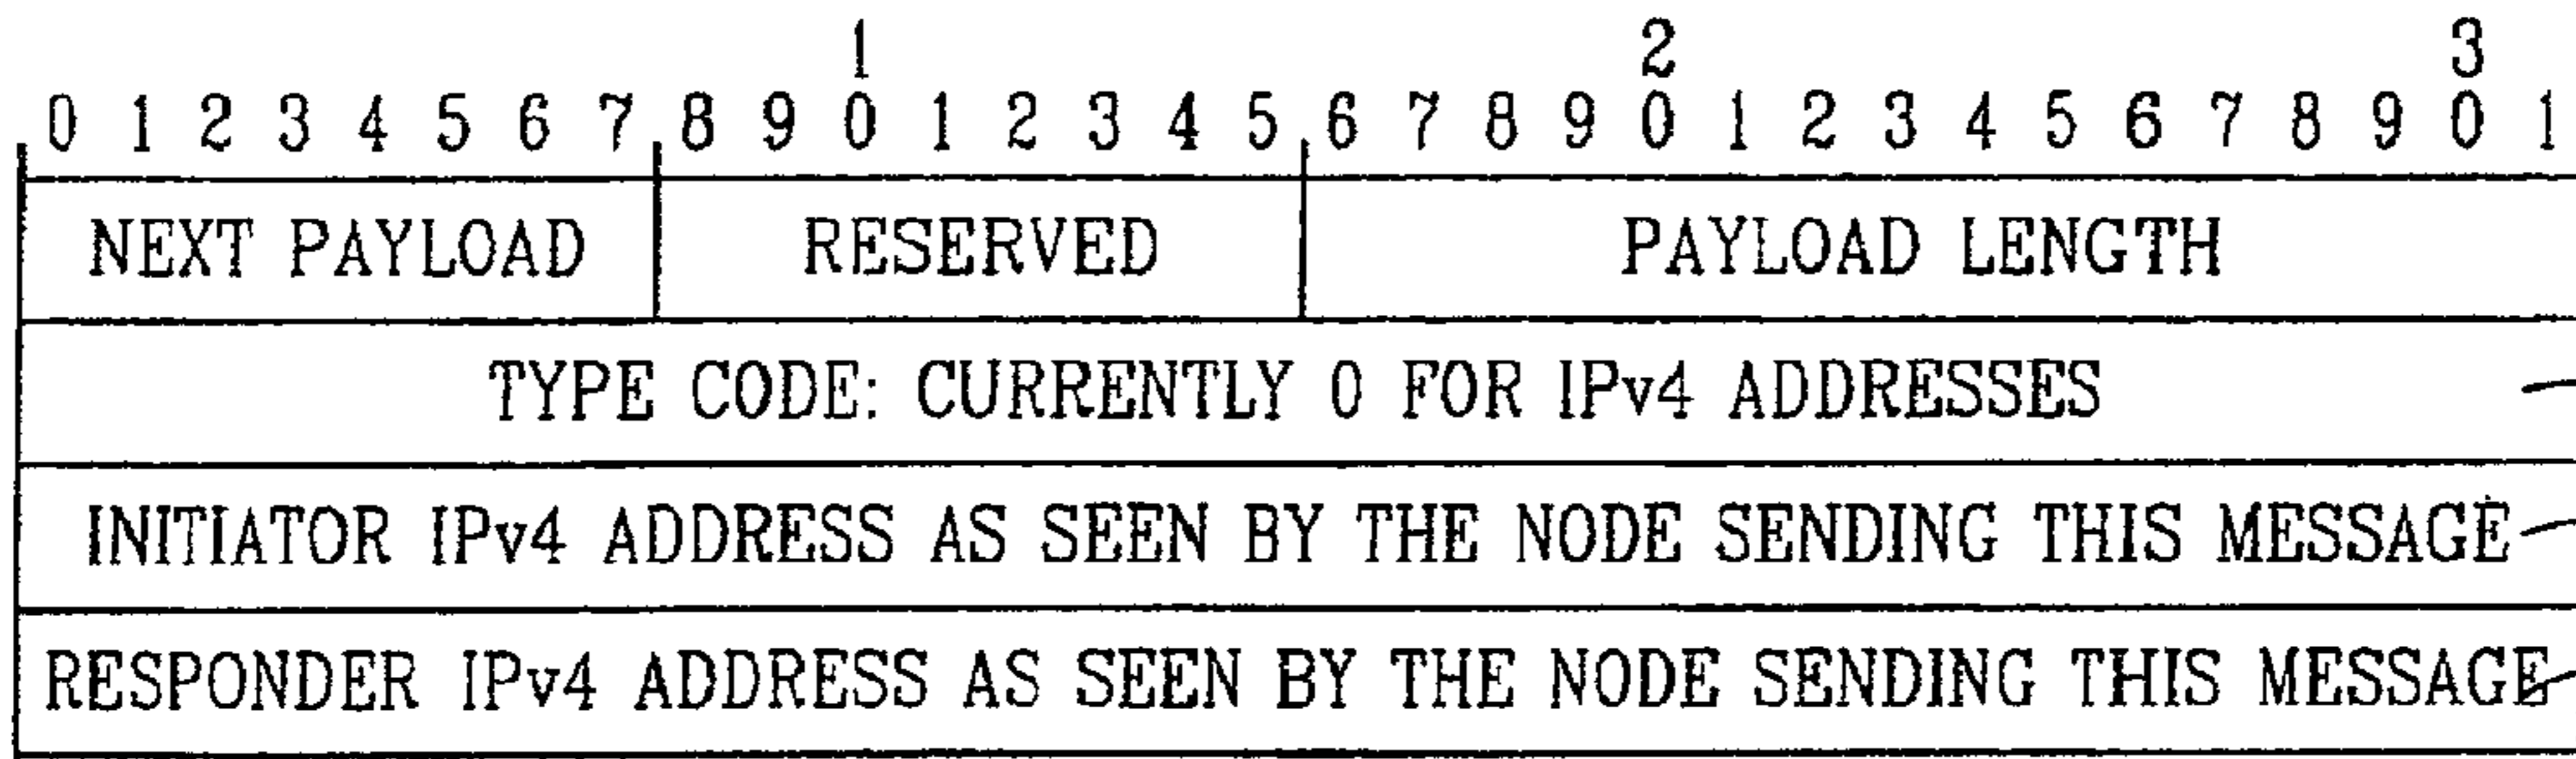 1 2 3
0 1 2 3 4 5 6 7 8 9 0 1 2 3 4 5 6 7 8 9 0 1 2 3 4 5 6 7 8 9 0 1
NEXT PAYLOAD RESERVED PAYLOAD LENGTH
TYPE CODE: CURRENTLY 0 FOR IPv4 ADDRESSES
INITIATOR IPv4 ADDRESS AS SEEN BY THE NODE SENDING THIS MESSAGE
RESPONDER IPv4 ADDRESS AS SEEN BY THE NODE SENDING THIS MESSAGE